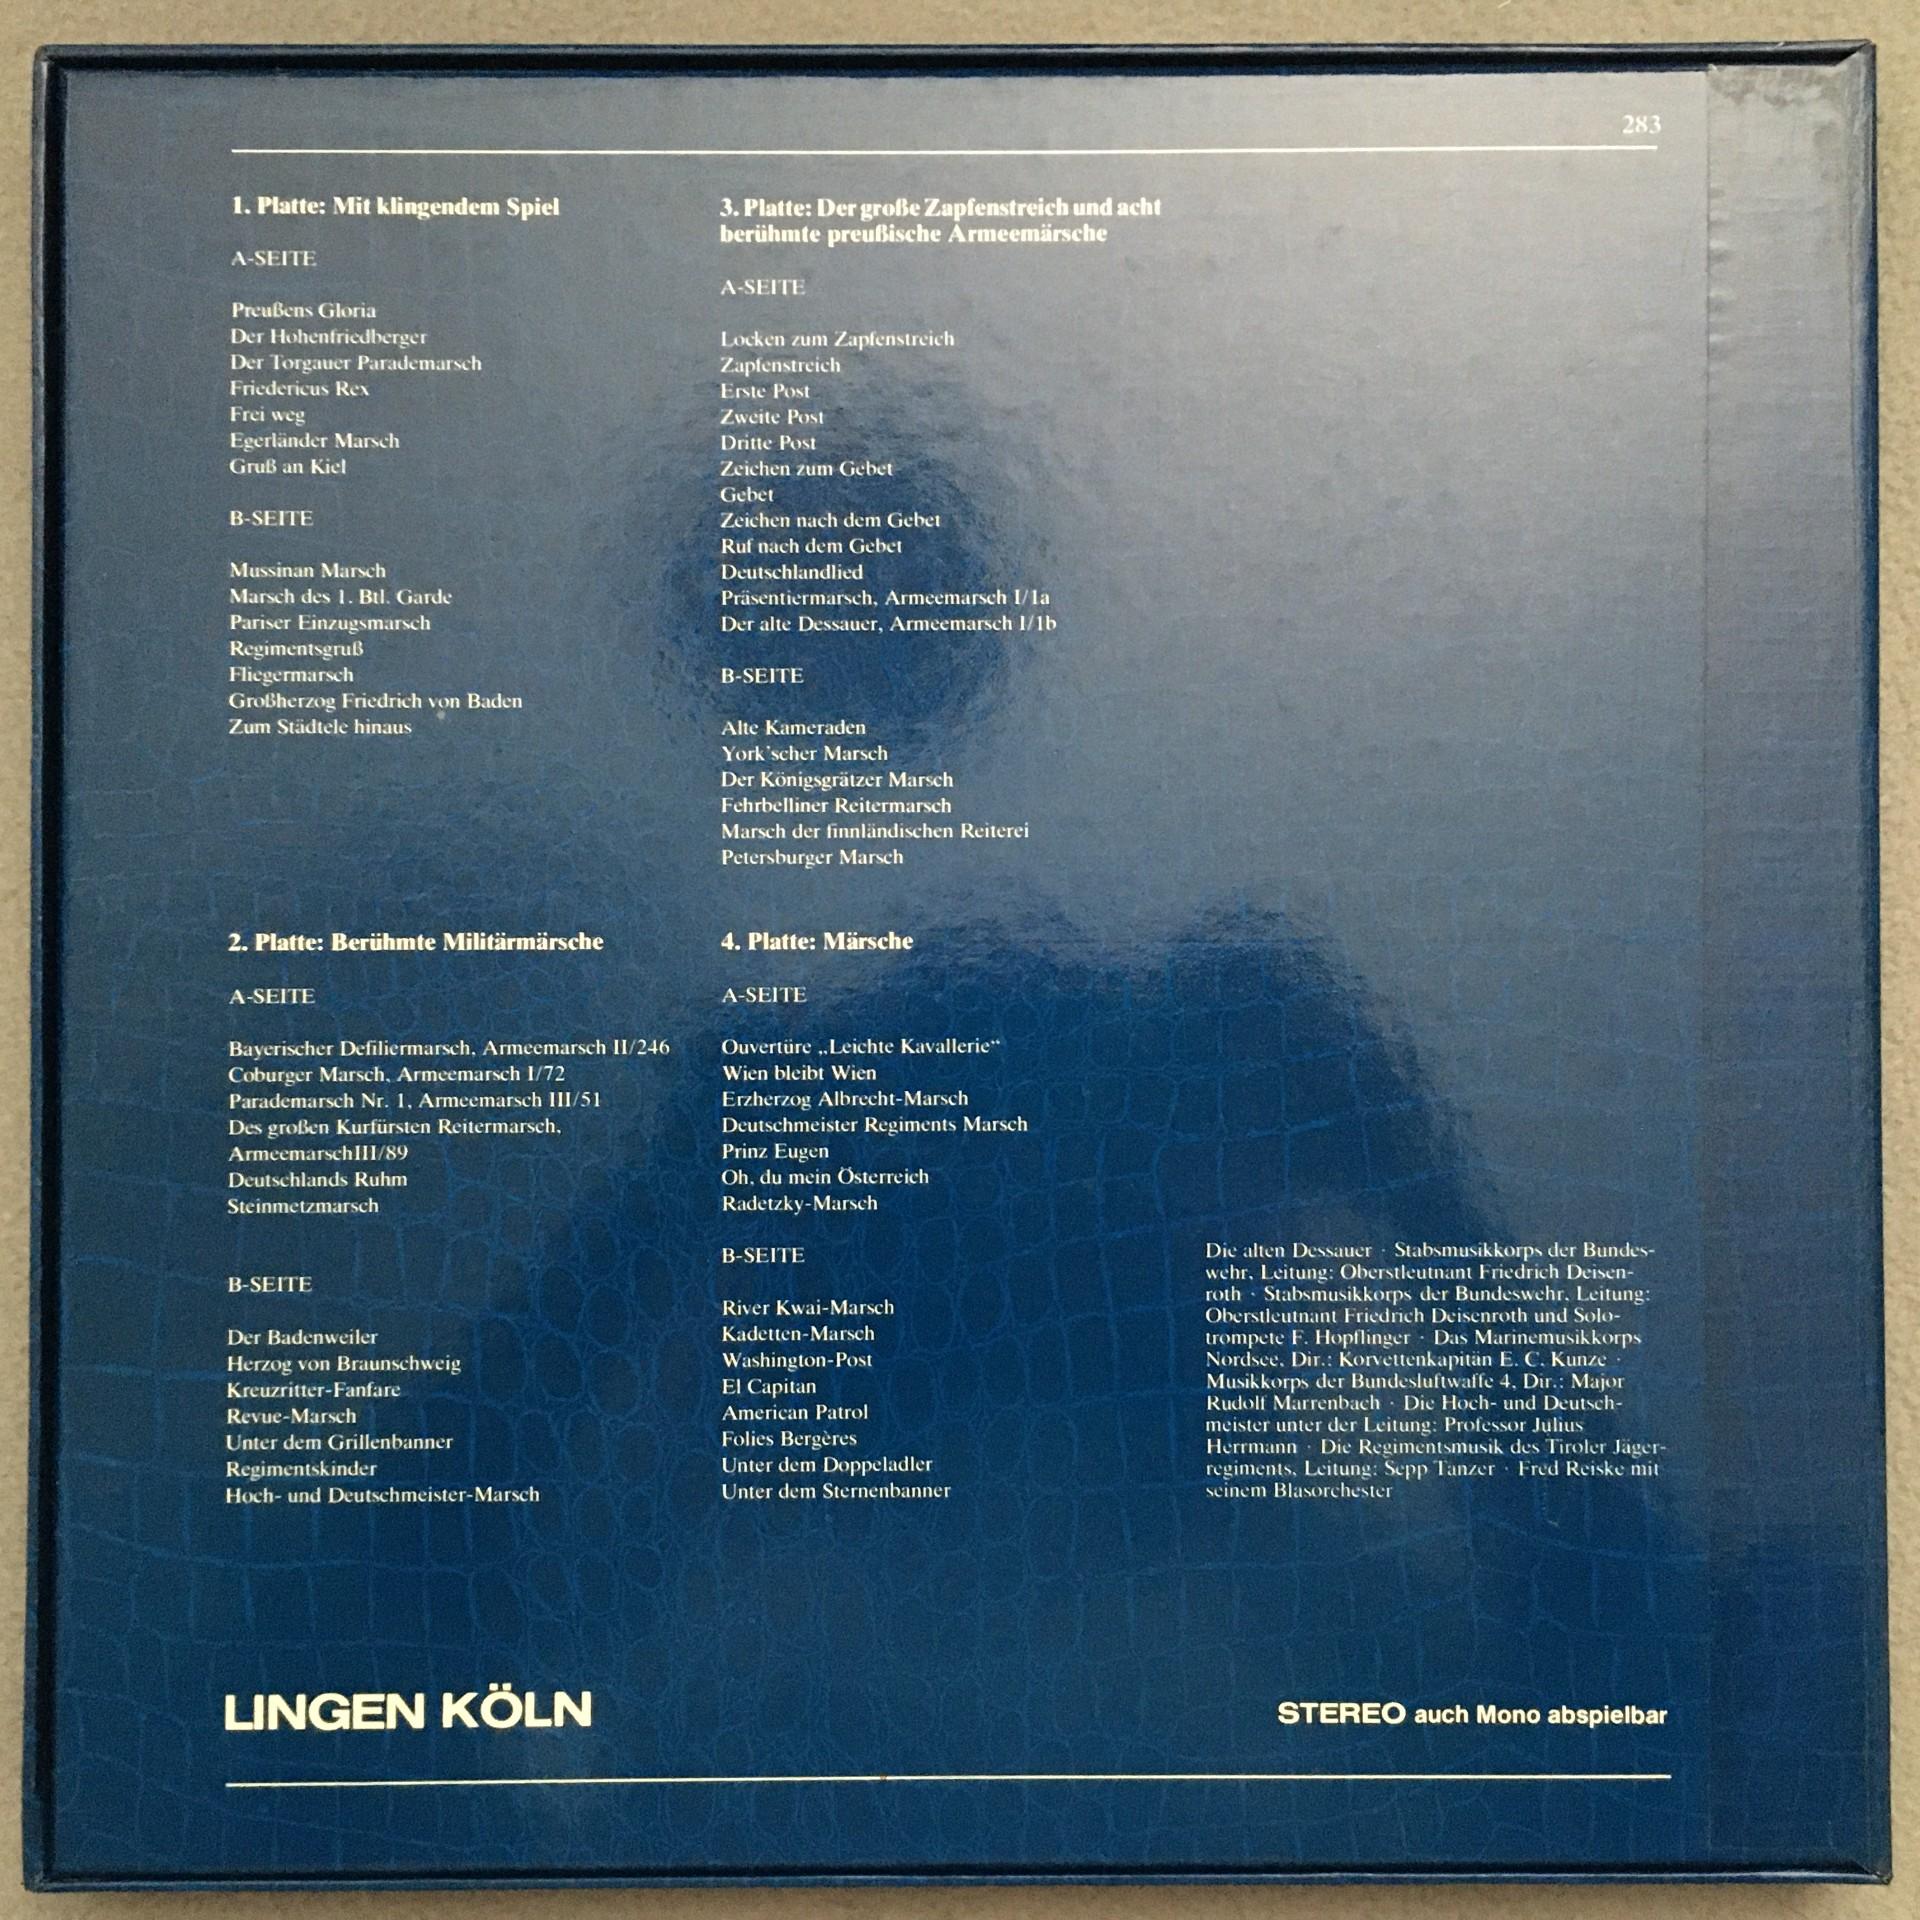 283
1. Platte: Mit klingendem Spiel
A-SEITE
Preußens Gloria
Der Hohenfriedberger
Der Torgauer Parademarsch
Friedericus Rex
Frei weg
Egerländer Marsch
Gruß an Kiel
B-SEITE
Mussinan Marsch
Marsch des 1. Btl. Garde
Pariser Einzugsmarsch
Regimentsgruß
Fliegermarsch
Großherzog Friedrich von Baden
Zum Städtele hinaus
2. Platte: Berühmte Militärmärsche
A-SEITE
Bayerischer Defiliermarsch, Armeemarsch II/246
Coburger Marsch, Armeemarsch I/72
Parademarsch Nr. 1, Armeemarsch III/51
Des großen Kurfürsten Reitermarsch,
ArmeemarschIII/89
Deutschlands Ruhm
Steinmetzmarsch
B-SEITE
Der Badenweiler
Herzog von Braunschweig
Kreuzritter-Fanfare
Revue-Marsch
Unter dem Grillenbanner
Regimentskinder
Hoch- und Deutschmeister-Marsch
3. Platte: Der große Zapfenstreich und acht
berühmte preußische Armeemärsche
A-SEITE
Locken zum Zapfenstreich
Zapfenstreich
Erste Post
Zweite Post
Dritte Post
Zeichen zum Gebet
Gebet
Zeichen nach dem Gebet
Ruf nach dem Gebet
Deutschlandlied
Präsentiermarsch, Armeemarsch I/1a
Der alte Dessauer, Armeemarsch I/1b
B-SEITE
Alte Kameraden
York'scher Marsch
Der Königsgrätzer Marsch
Fehrbelliner Reitermarsch
Marsch der finnländischen Reiterei
Petersburger Marsch
4. Platte: Märsche
A-SEITE
Ouvertüre „Leichte Kavallerie“
Wien bleibt Wien
Erzherzog Albrecht-Marsch
Deutschmeister Regiments Marsch
Prinz Eugen
Oh, du mein Österreich
Radetzky-Marsch
B-SEITE
River Kwai-Marsch
Kadetten-Marsch
Washington-Post
El Capitan
American Patrol
Folies Bergères
Unter dem Doppeladler
Unter dem Sternenbanner
Die alten Dessauer · Stabsmusikkorps der Bundes-
wehr, Leitung: Oberstleutnant Friedrich Deisen-
roth · Stabsmusikkorps der Bundeswehr, Leitung:
Oberstleutnant Friedrich Deisenroth und Solo-
trompete F. Hopflinger · Das Marinemusikkorps
Nordsee, Dir.: Korvettenkapitän E. C. Kunze ·
Musikkorps der Bundesluftwaffe 4, Dir.: Major
Rudolf Marrenbach · Die Hoch- und Deutsch-
meister unter der Leitung: Professor Julius
Herrmann · Die Regimentsmusik des Tiroler Jäger-
regiments, Leitung: Sepp Tanzer · Fred Reiske mit
seinem Blasorchester
LINGEN KÖLN
STEREO auch Mono abspielbar